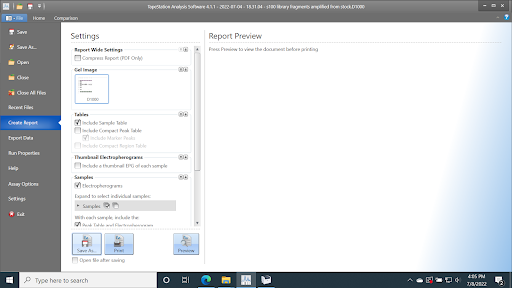 TapeStation Analysis Software 4.1.1 - 2022-07-04 - 18.31.04 - s100 library fragments amplified from stock.D1000
File
Home
Comparison
Save
Save As...
Open
Close
Close All Files
Recent Files
Create Report
Export Data
Run Properties
Help
Assay Options
Settings
Exit
Settings
Report Wide Settings
Compress Report (PDF Only)
Gel Image
D1000
Tables
Include Sample Table
Include Compact Peak Table
Include Marker Peaks
Include Compact Region Table
Thumbnail Electropherograms
Include a thumbnail EPG of each sample
Samples
Electropherograms
Expand to select individual samples:
Samples
With each sample, include the:
Peak Table and Electropherogram
Save As...
Print
Preview
Open file after saving
Report Preview
Press Preview to view the document before printing
Type here to search
4:05 PM
7/8/2022